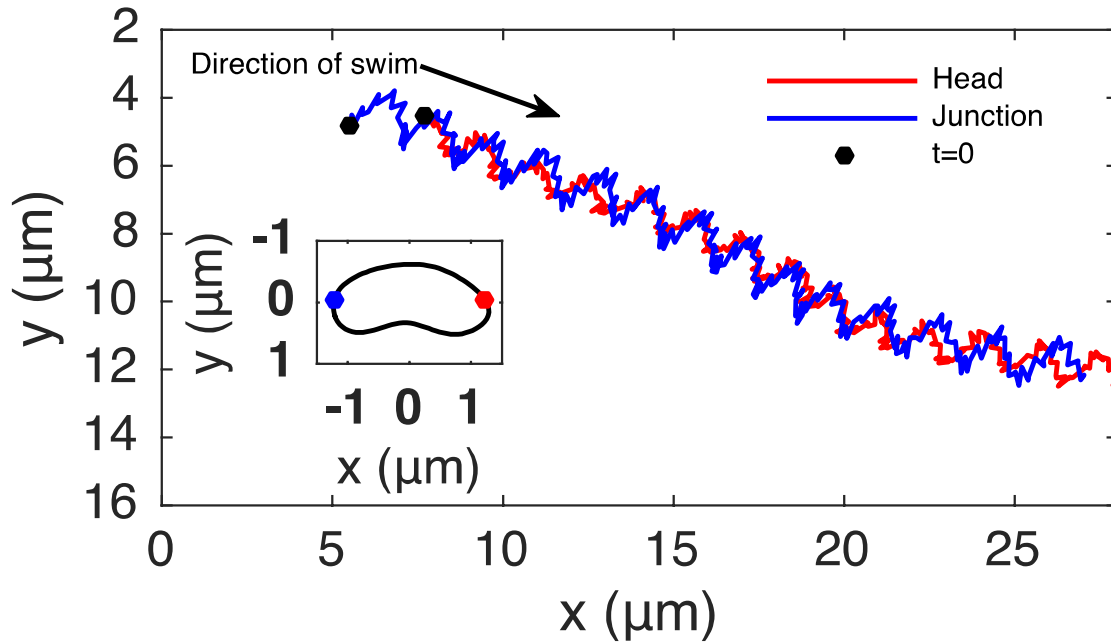 2
4
6
8
10
12
14
16
y (μm)
Direction of swim
Head
Junction
t=0
-1
0
1
y (μm)
-1 0 1
x (μm)
0 5 10 15 20 25
x (μm)